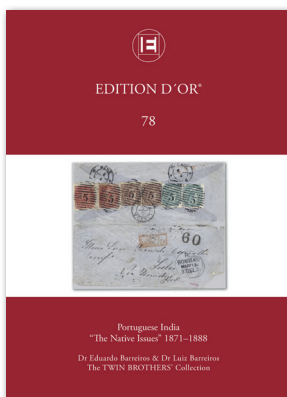 EDITION D´OR®
78
60
Portuguese India
"The Native Issues" 1871–1888
Dr Eduardo Barreiros & Dr Luiz Barreiros
The TWIN BROTHERS' Collection